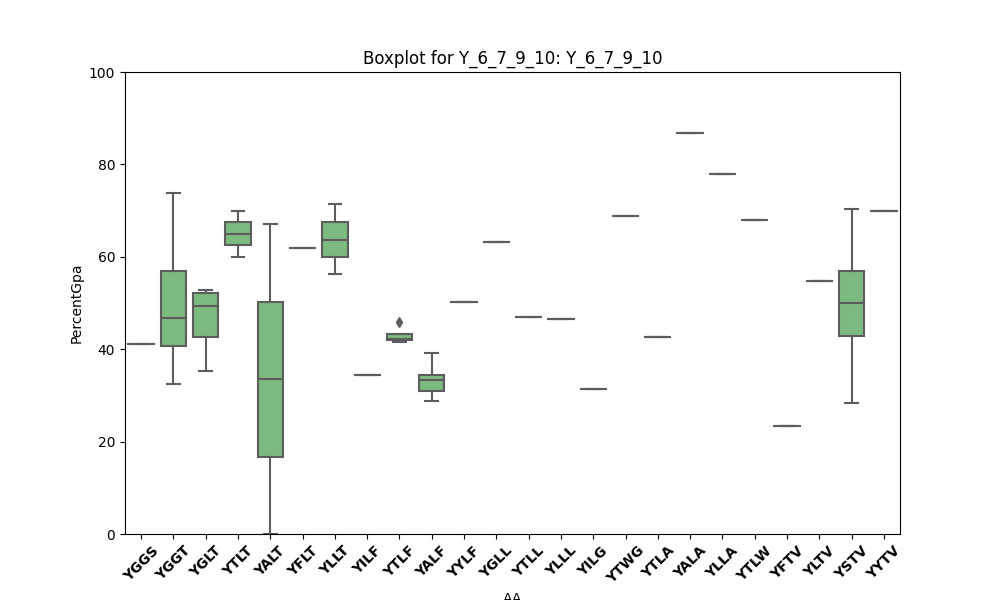 Boxplot for Y_6_7_9_10: Y_6_7_9_10
PercentGpa
100
80
60
40
20
0
YGGS YGGT YGLT YTLT YALT YFLT YLLT YILF YTLF YALF YYLF YGLL YTLL YLLL YILG YTWG YTLA YALA YLLA YTLW YFTV YLTV YSTV YYTV
AA